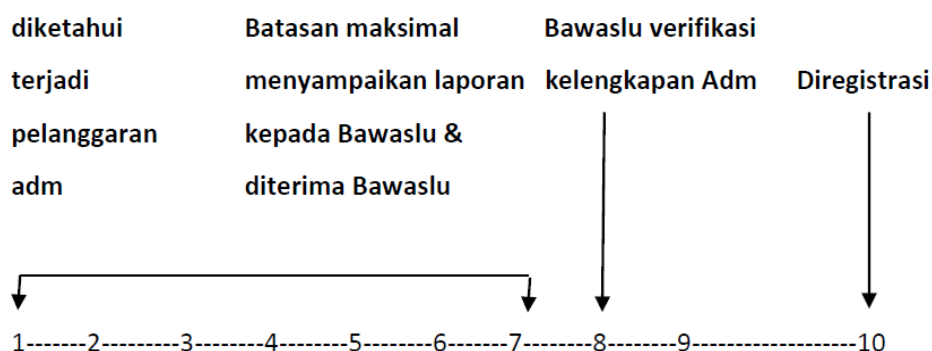 diketahui Batasan maksimal Bawaslu verifikasi
terjadi menyampaikan laporan kelengkapan Adm Diregistrasi
pelanggaran kepada Bawaslu &
adm diterima Bawaslu
1-------2---------3--------4--------5--------6-------7--------8--------9-------------------10